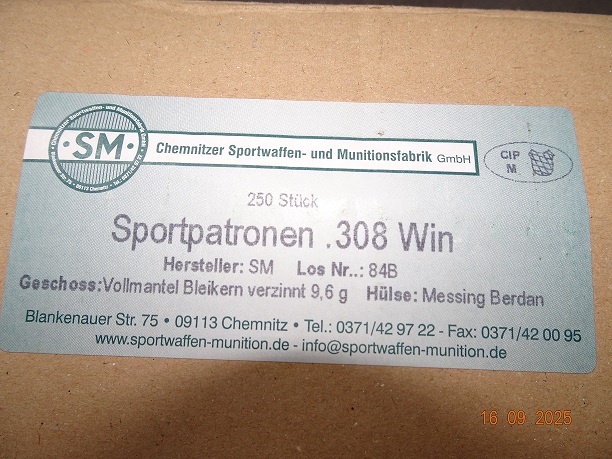 Chemnitzer Sportwaffen- und Munitionsfabrik GmbH
SM
CIP
M
250 Stück
Sportpatronen .308 Win
Hersteller: SM Los Nr..: 84B
Geschoss:Vollmantel Bleikern verzinnt 9,6 g Hülse: Messing Berdan
Blankenauer Str. 75 • 09113 Chemnitz • Tel.: 0371/42 97 22 - Fax: 0371/42 00 95
www.sportwaffen-munition.de - info@sportwaffen-munition.de
16 09 2025